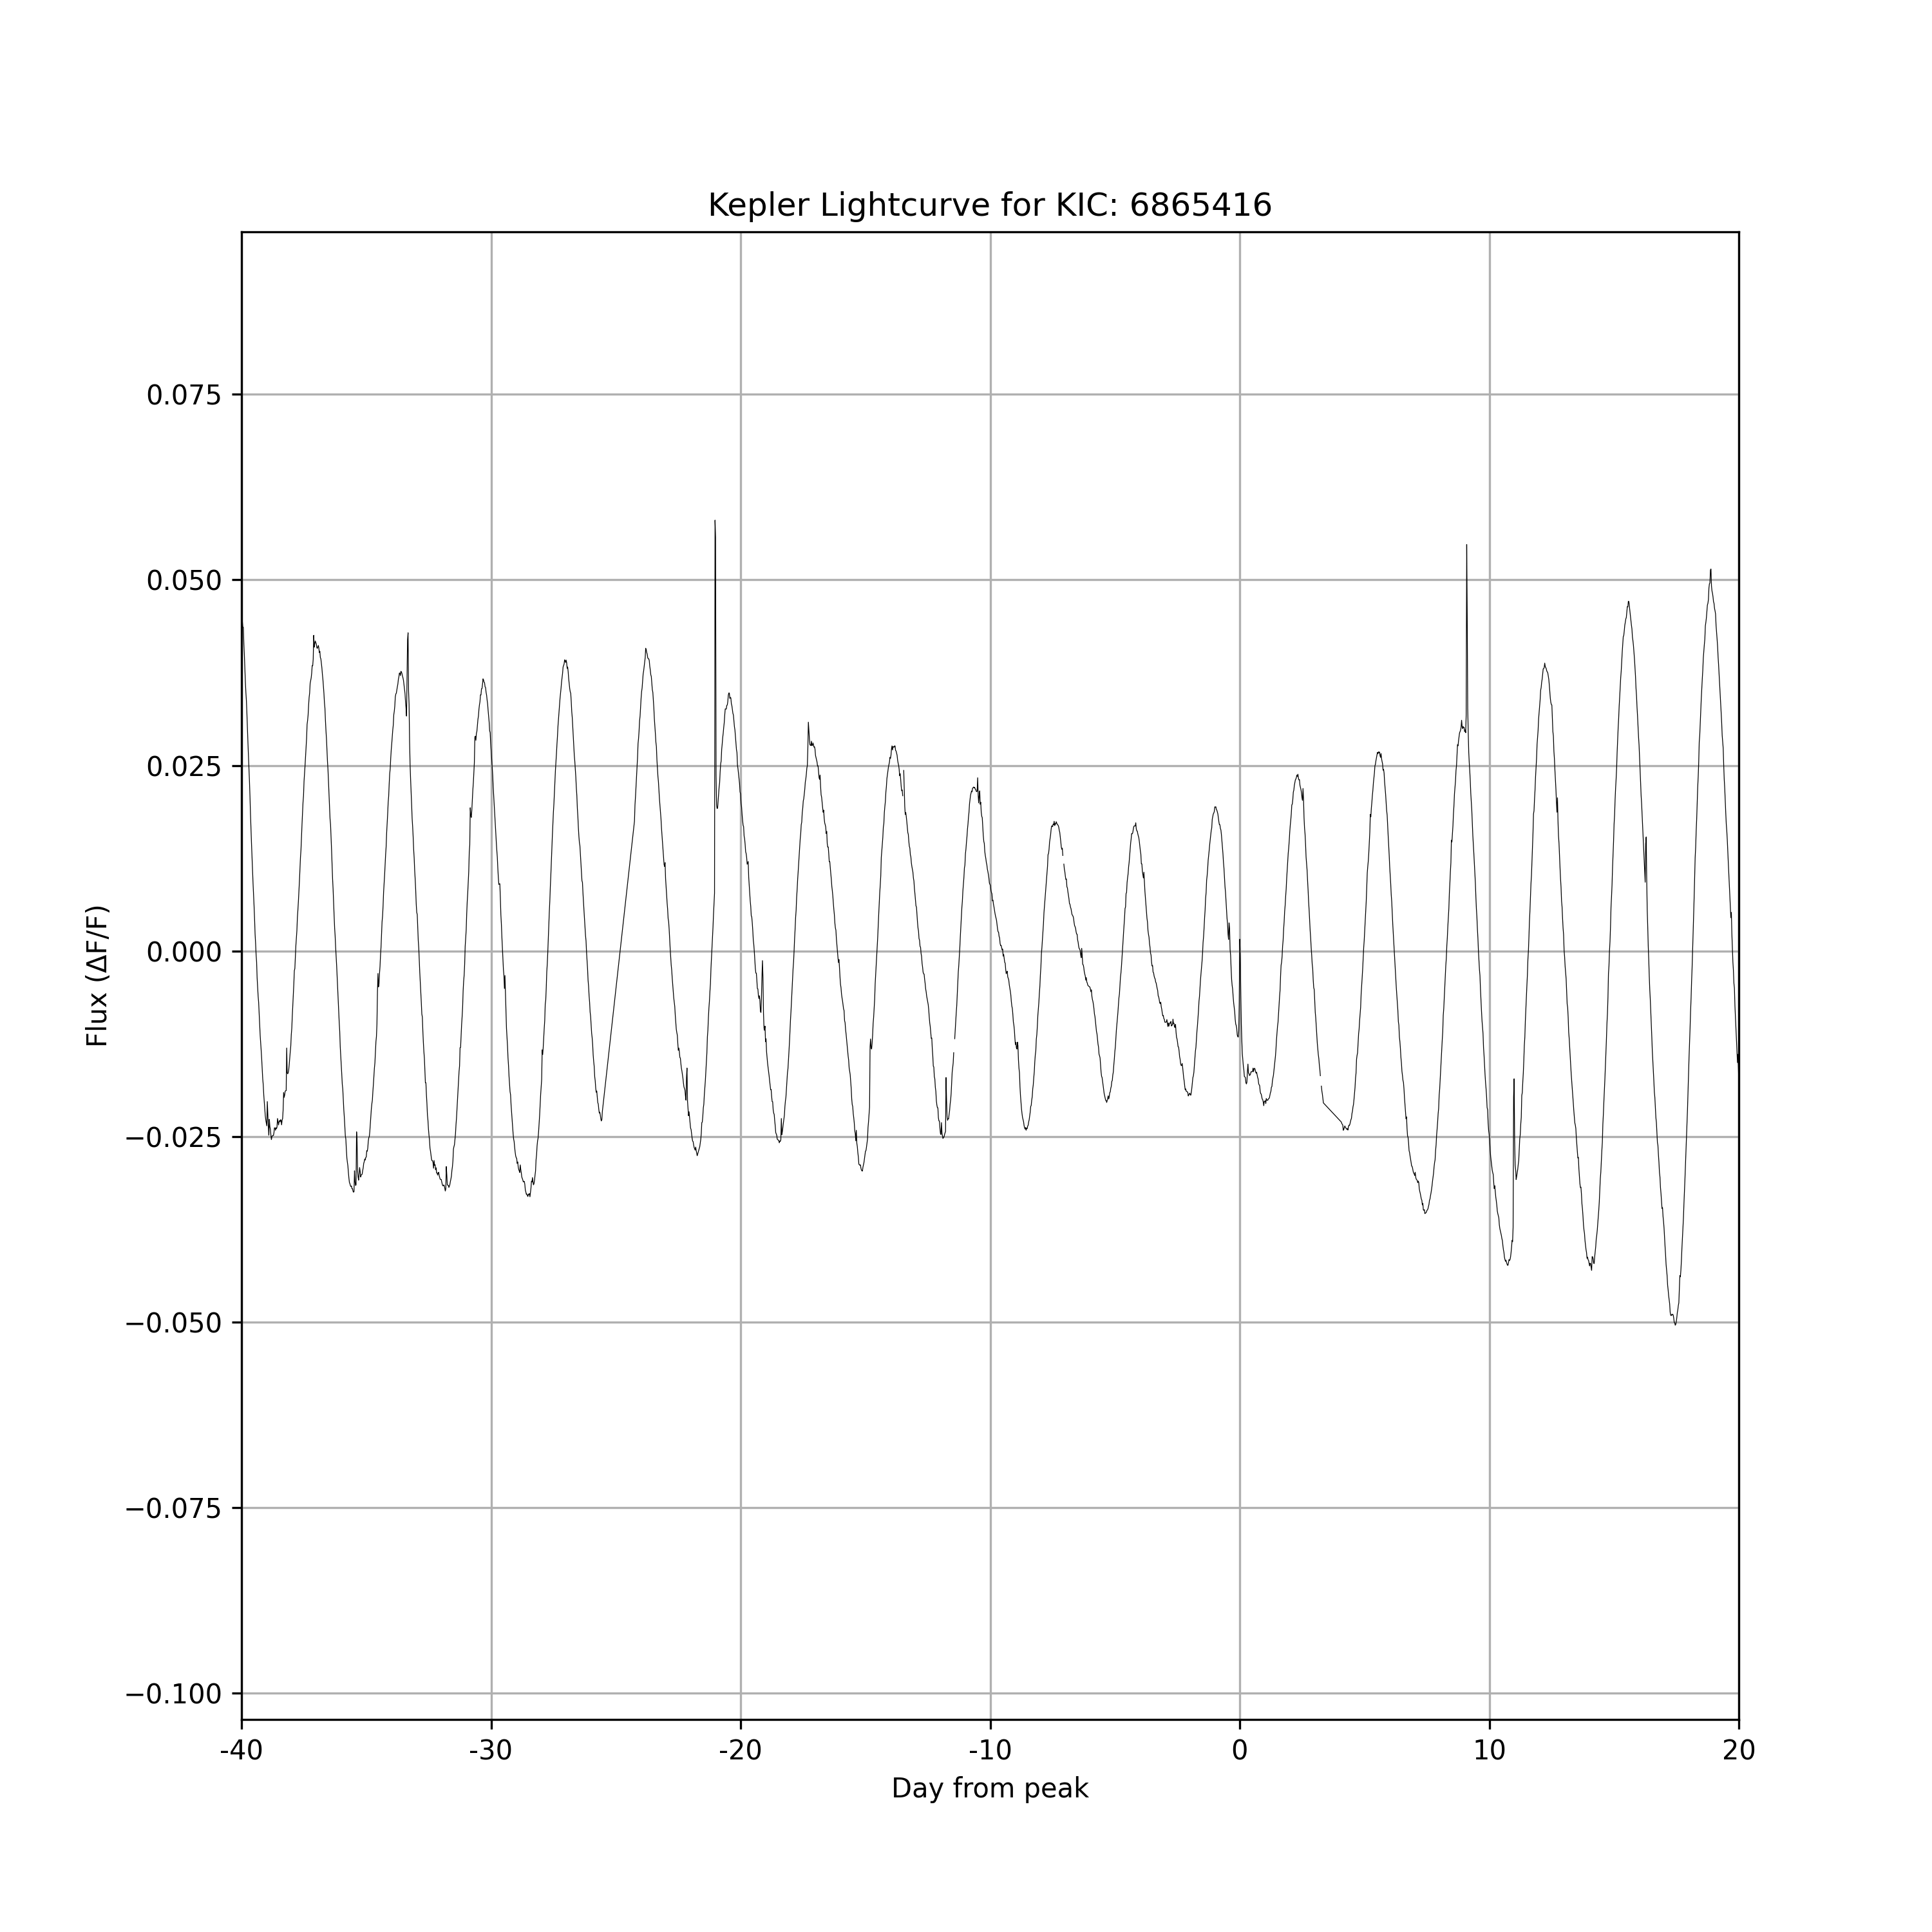 Kepler Lightcurve for KIC: 6865416
0.075
0.050
0.025
0.000
−0.025
−0.050
−0.075
−0.100
Flux (ΔF/F)
-40 -30 -20 -10 0 10 20
Day from peak